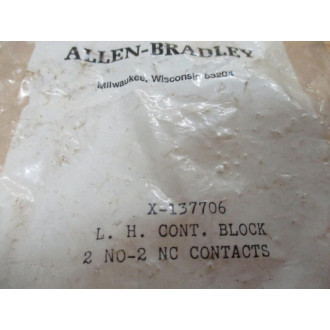 ALLEN-BRADLEY
Milwaukee, Wisconsin 53204
X-137706
L. H. CONT. BLOCK
2 NO-2 NC CONTACTS